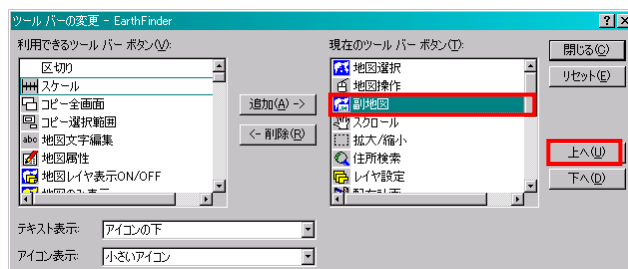 ツール バーの変更 - EarthFinder
利用できるツール バー ボタン(V):
区切り
スケール
コピー全画面
コピー選択範囲
abc 地図文字編集
地図属性
地図レイヤ表示ON/OFF
追加(A) ->
<- 削除(R)
現在のツール バー ボタン(T):
地図選択
地図操作
副地図
スクロール
拡大/縮小
住所検索
レイヤ設定
閉じる(C)
リセット(E)
上へ(U)
下へ(D)
テキスト表示:
アイコンの下
アイコン表示:
小さいアイコン